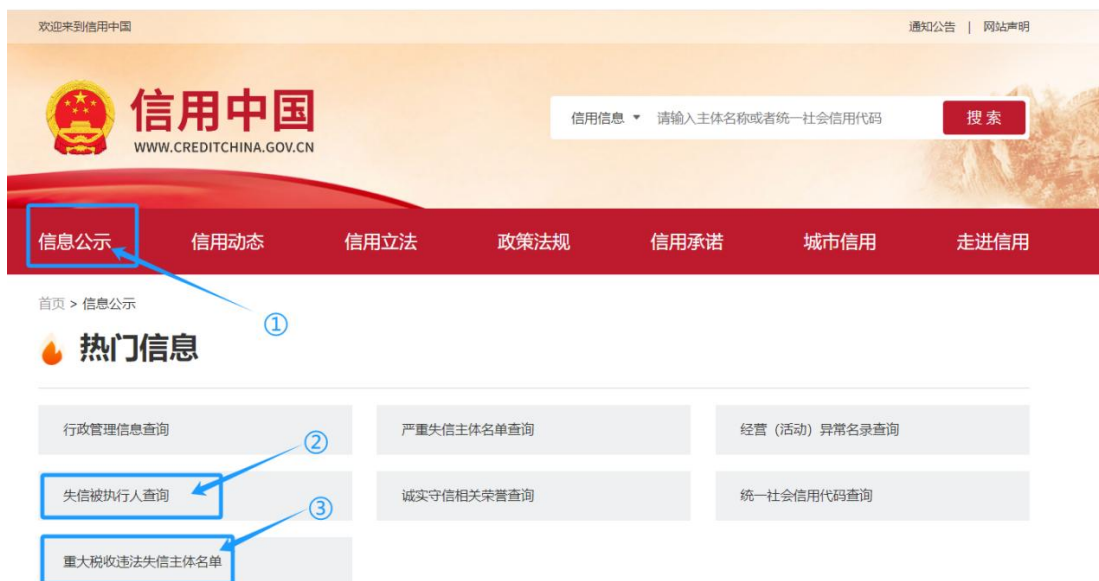 欢迎来到信用中国 通知公告 | 网站声明
信用中国
WWW.CREDITCHINA.GOV.CN
信用信息 请输入主体名称或者统一社会信用代码 搜索
信息公示 信用动态 信用立法 政策法规 信用承诺 城市信用 走进信用
首页 > 信息公示
①
热门信息
行政管理信息查询 严重失信主体名单查询 经营（活动）异常名录查询
②
失信被执行人查询 诚实守信相关荣誉查询 统一社会信用代码查询
③
重大税收违法失信主体名单